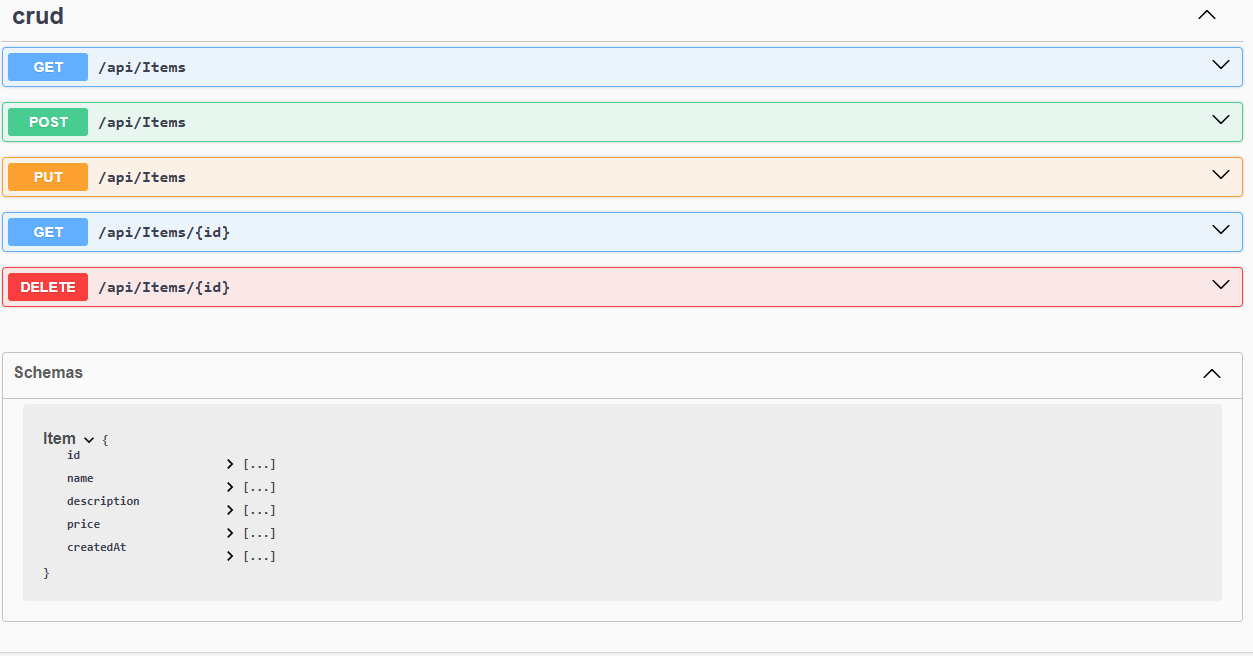 crud
GET /api/Items
POST /api/Items
PUT /api/Items
GET /api/Items/{id}
DELETE /api/Items/{id}
Schemas
Item {
id [...]
name [...]
description [...]
price [...]
createdAt [...]
}